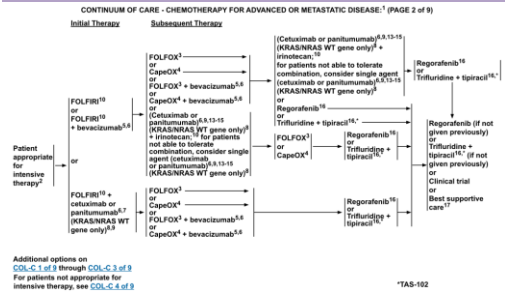 CONTINUUM OF CARE - CHEMOTHERAPY FOR ADVANCED OR METASTATIC DISEASE:1 (PAGE 2 of 9)
Initial Therapy
Subsequent Therapy
Patient
appropriate
for
intensive
therapy2
FOLFIRI10
or
FOLFIRI10
+ bevacizumab5,6
or
FOLFIRI10 +
cetuximab or
panitumumab6,7
(KRAS/NRAS WT
gene only)8,9
FOLFOX3
or
CapeOX4
or
FOLFOX3 + bevacizumab5,6
or
CapeOX4 + bevacizumab5,6
or
(Cetuximab or
panitumumab)6,9,13-15
(KRAS/NRAS WT gene only)8
+ irinotecan;10 for patients
not able to tolerate
combination, consider single
agent (cetuximab
or panitumumab)6,9,13-15
(KRAS/NRAS WT gene only)8
FOLFOX3
or
CapeOX4
or
FOLFOX3 + bevacizumab5,6
or
CapeOX4 + bevacizumab5,6
(Cetuximab or panitumumab)6,9,13-15
(KRAS/NRAS WT gene only)8 +
irinotecan;10
for patients not able to tolerate
combination, consider single agent
(cetuximab or panitumumab)6,9,13-15
(KRAS/NRAS WT gene only)8
or
Regorafenib16
or
Trifluridine + tipiracil16,*
FOLFOX3
or
CapeOX4
Regorafenib16
or
Trifluridine +
tipiracil16,*
Regorafenib16
or
Trifluridine +
tipiracil16,*
Regorafenib16
or
Trifluridine + tipiracil16,*
Regorafenib (if not
given previously)
or
Trifluridine +
tipiracil16,* (if not
given previously)
or
Clinical trial
or
Best supportive
care17
Additional options on
COL-C 1 of 9 through COL-C 3 of 9
For patients not appropriate for
intensive therapy, see COL-C 4 of 9
*TAS-102